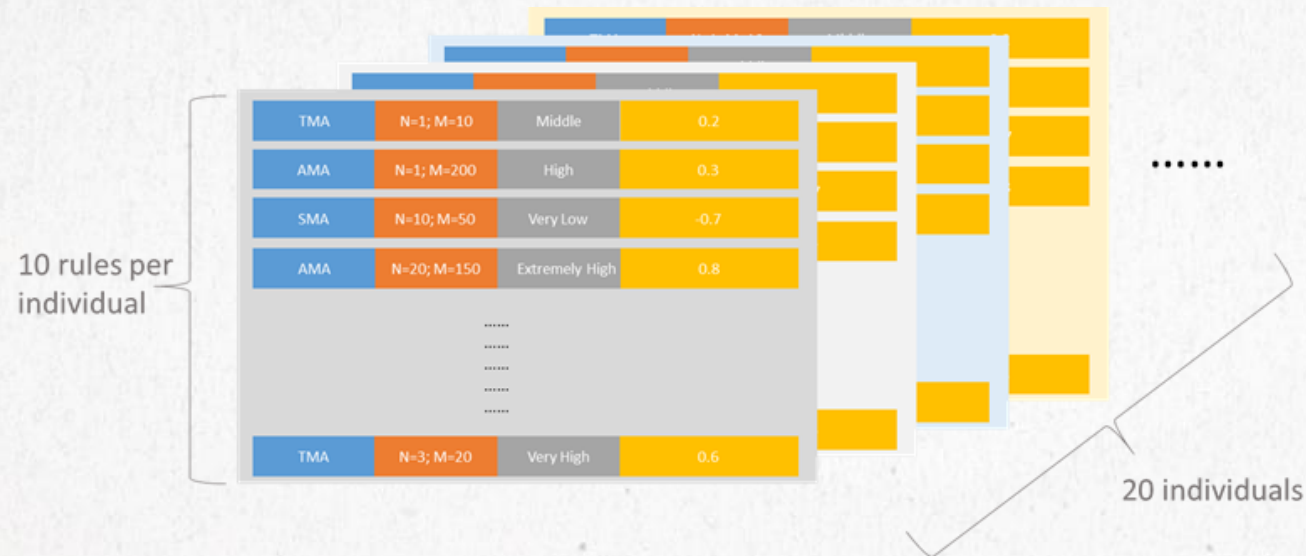 TMA N=1; M=10 Middle 0.2
AMA N=1; M=200 High 0.3
SMA N=10; M=50 Very Low -0.7
AMA N=20; M=150 Extremely High 0.8
......
......
......
......
......
TMA N=3; M=20 Very High 0.6
10 rules per
individual
......
20 individuals